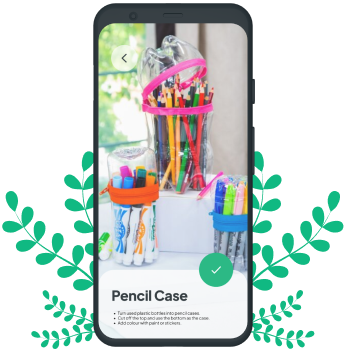 Pencil Case
• Turn used plastic bottles into pencil cases.
• Cut off the top and use the bottom as the case.
• Add colour with paint or stickers.